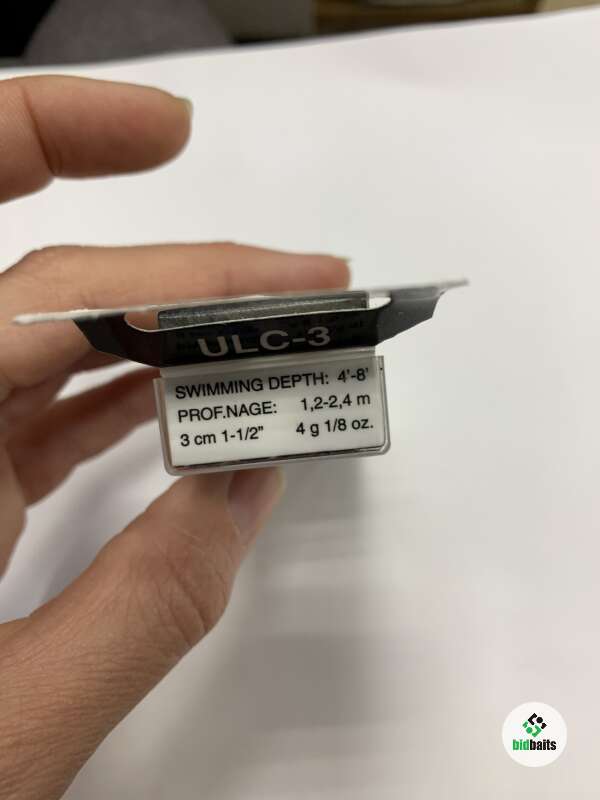 ULC-3
SWIMMING DEPTH: 4'-8'
PROF.NAGE: 1,2-2,4 m
3 cm 1-1/2" 4 g 1/8 oz.
bidbaits